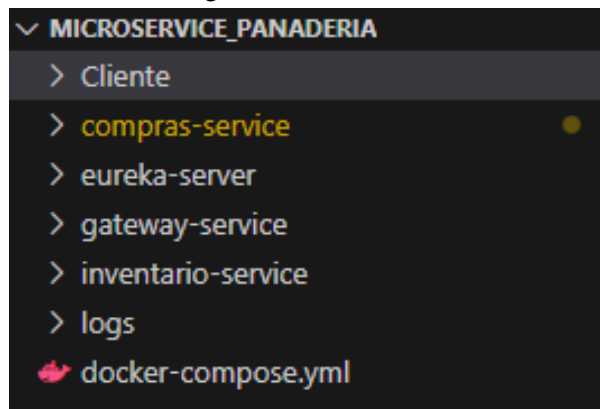 MICROSERVICE_PANADERIA
Cliente
compras-service
eureka-server
gateway-service
inventario-service
logs
docker-compose.yml